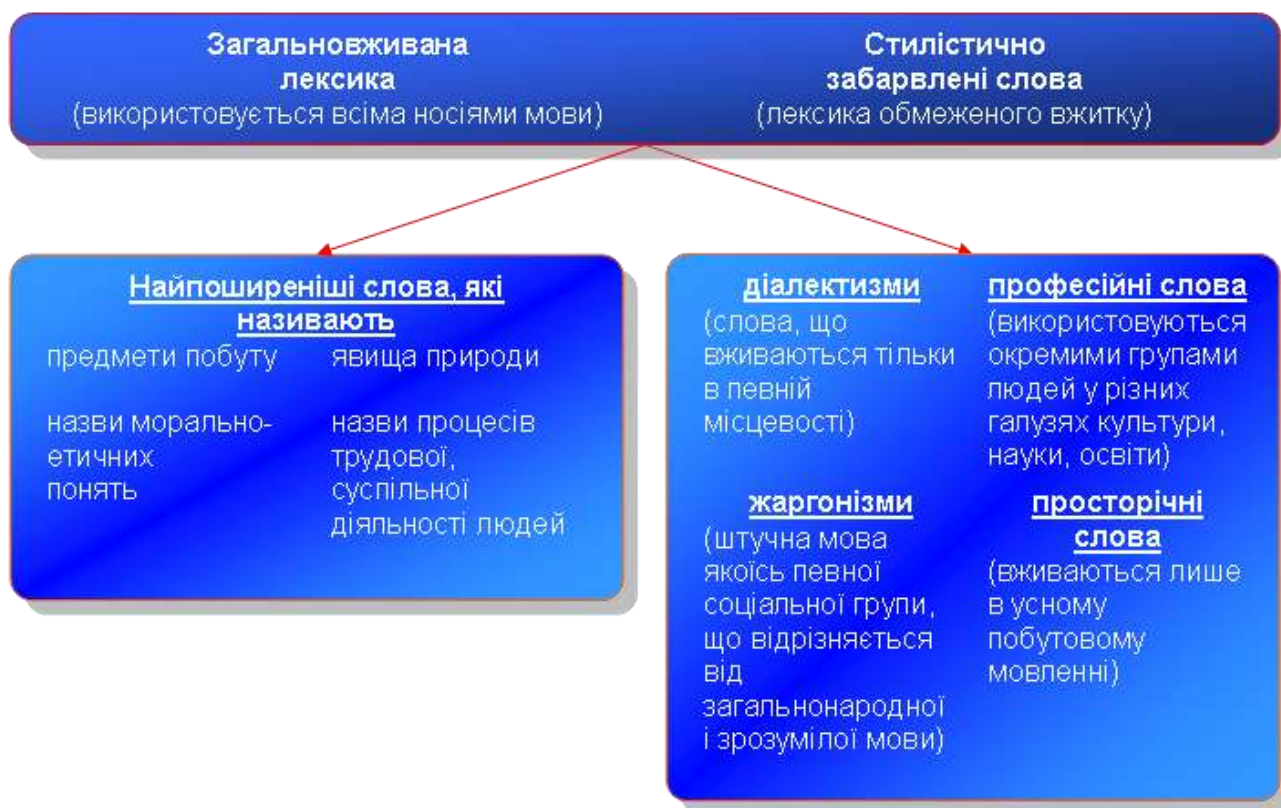 Загальновживана
лексика
(використовується всіма носіями мови)
Стилістично
забарвлені слова
(лексика обмеженого вжитку)
Найпоширеніші слова, які
називають
предмети побуту
явища природи
назви морально-
етичних
понять
назви процесів
трудової,
суспільної
діяльності людей
діалектизми
(слова, що
вживаються тільки
в певній
місцевості)
професійні слова
(використовуються
окремими групами
людей у різних
галузях культури,
науки, освіти)
жаргонізми
(штучна мова
якоїсь певної
соціальної групи,
що відрізняється
від
загальнонародної
і зрозумілої мови)
просторічні
слова
(вживаються лише
в усному
побутовому
мовленні)